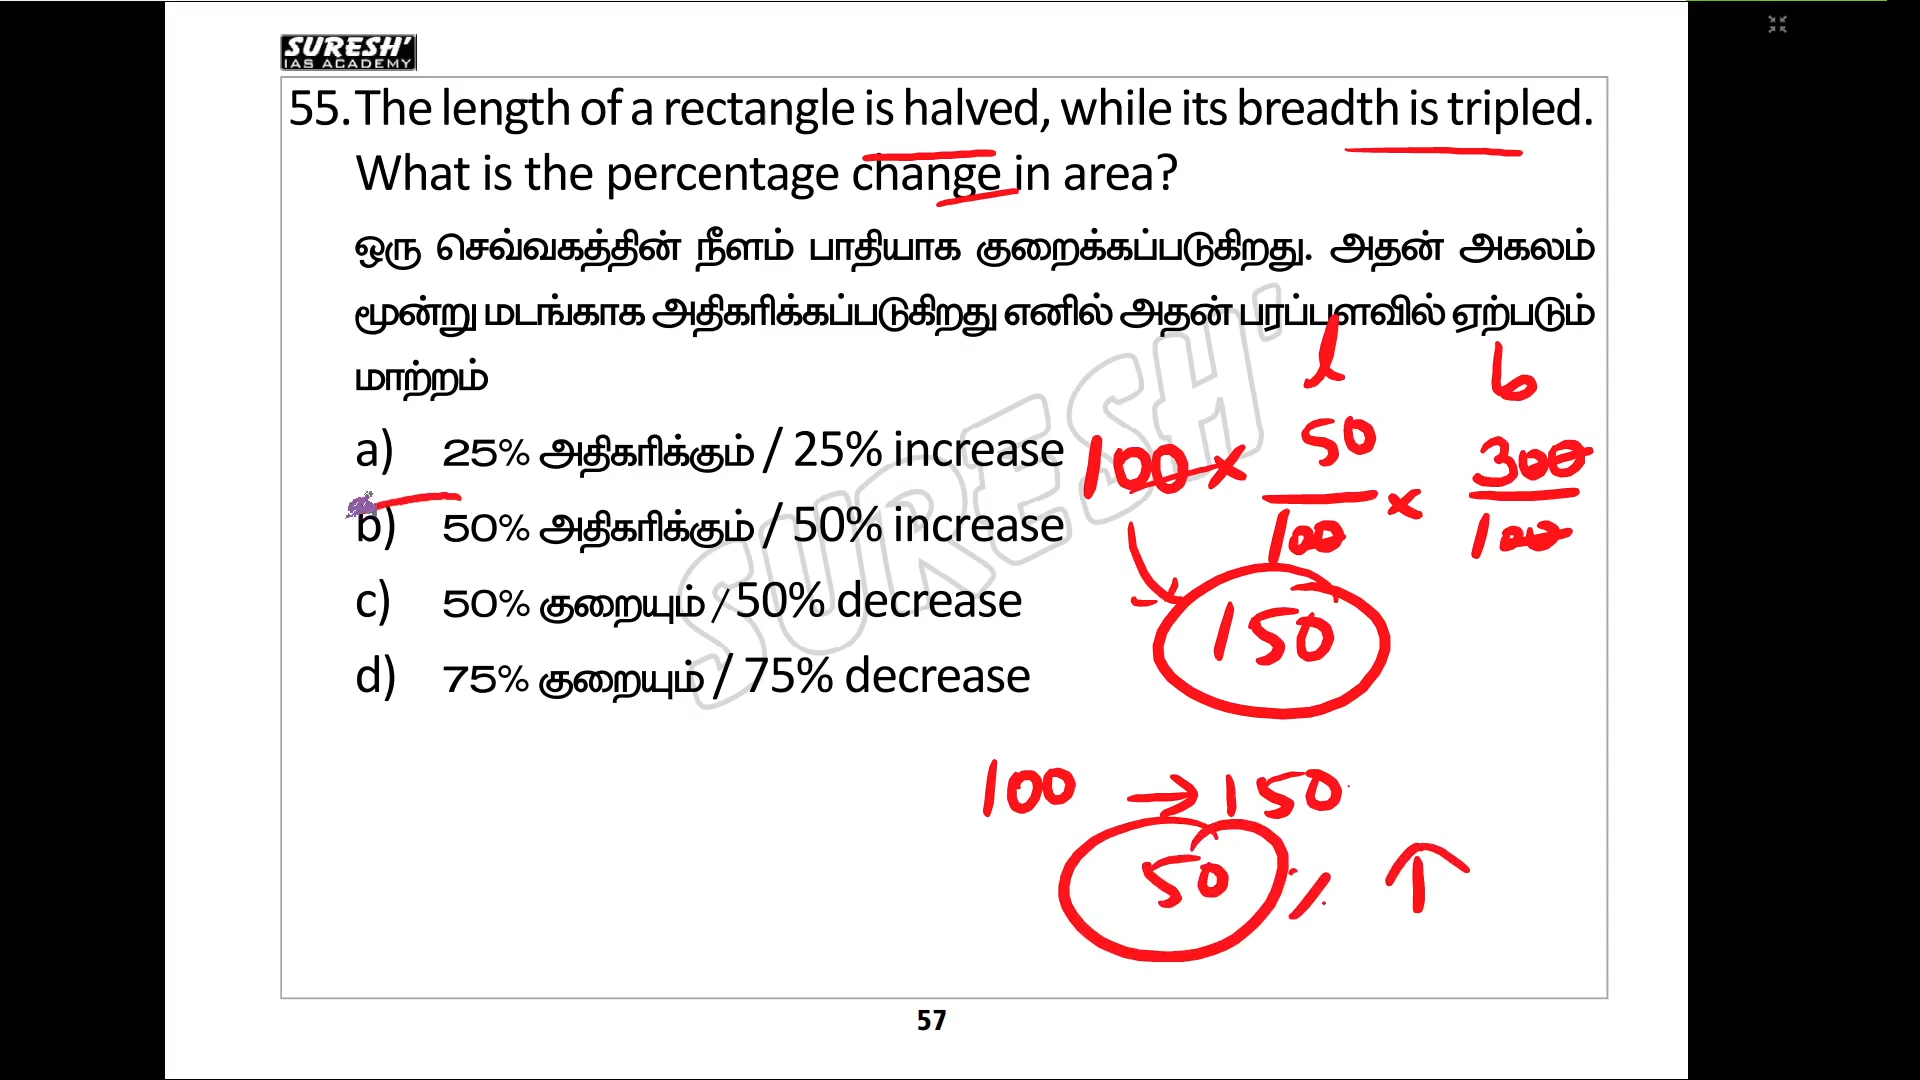 SURESH'
IAS ACADEMY
55. The length of a rectangle is halved, while its breadth is tripled.
What is the percentage change in area?
ஒரு செவ்வகத்தின் நீளம் பாதியாக குறைக்கப்படுகிறது. அதன் அகலம்
மூன்று மடங்காக அதிகரிக்கப்படுகிறது எனில் அதன் பரப்பளவில் ஏற்படும்
மாற்றம்
l b
a) 25% அதிகரிக்கும் / 25% increase
100 × 50/100 × 300/100
b) 50% அதிகரிக்கும் / 50% increase
c) 50% குறையும் / 50% decrease
150
d) 75% குறையும் / 75% decrease
SURESH'
100 → 150
50 % ↑
57